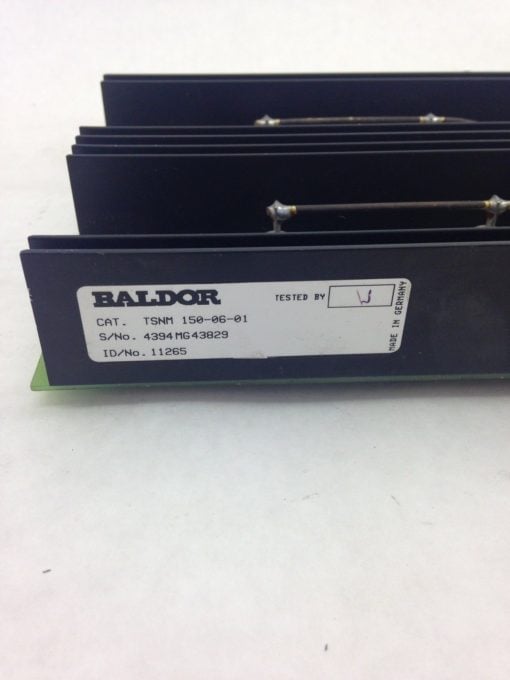 BALDOR
TESTED BY
CAT. TSNM 150-06-01
S/No. 4394MG43829
ID/No. 11265
MADE IN GERMANY